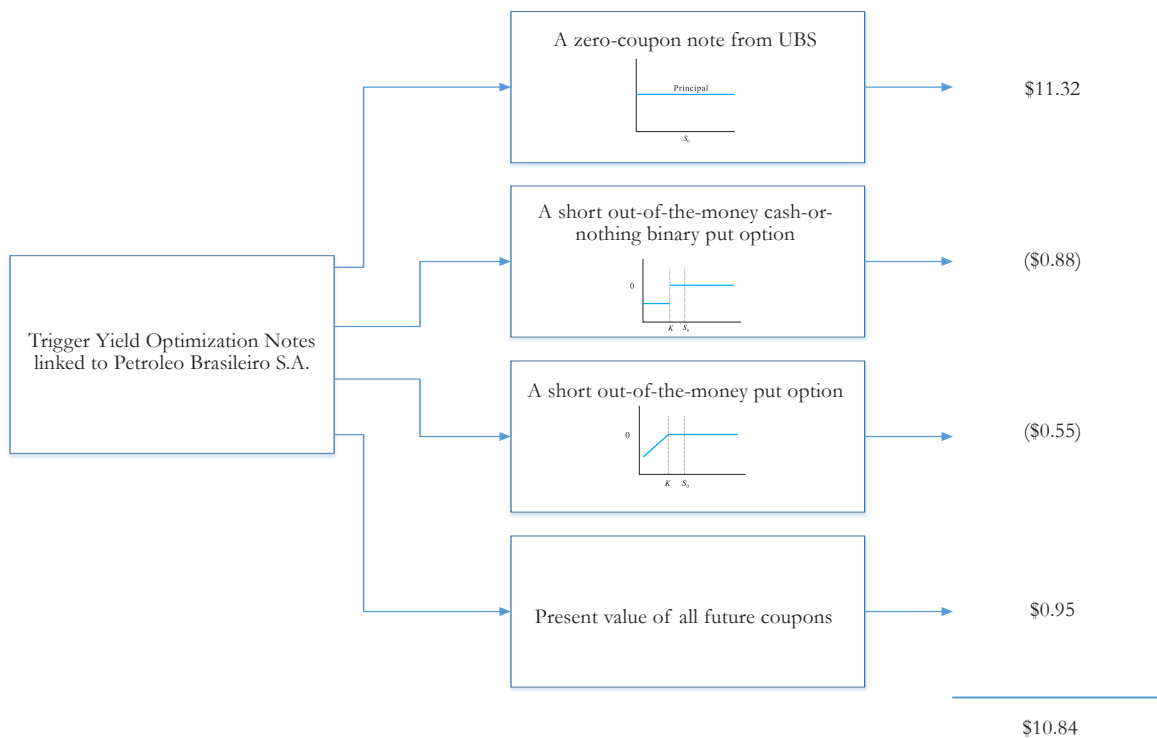 A zero-coupon note from UBS
Principal
S0
$11.32
A short out-of-the-money cash-or-
nothing binary put option
0
K S0
($0.88)
Trigger Yield Optimization Notes
linked to Petroleo Brasileiro S.A.
A short out-of-the-money put option
0
K S0
($0.55)
Present value of all future coupons
$0.95
$10.84